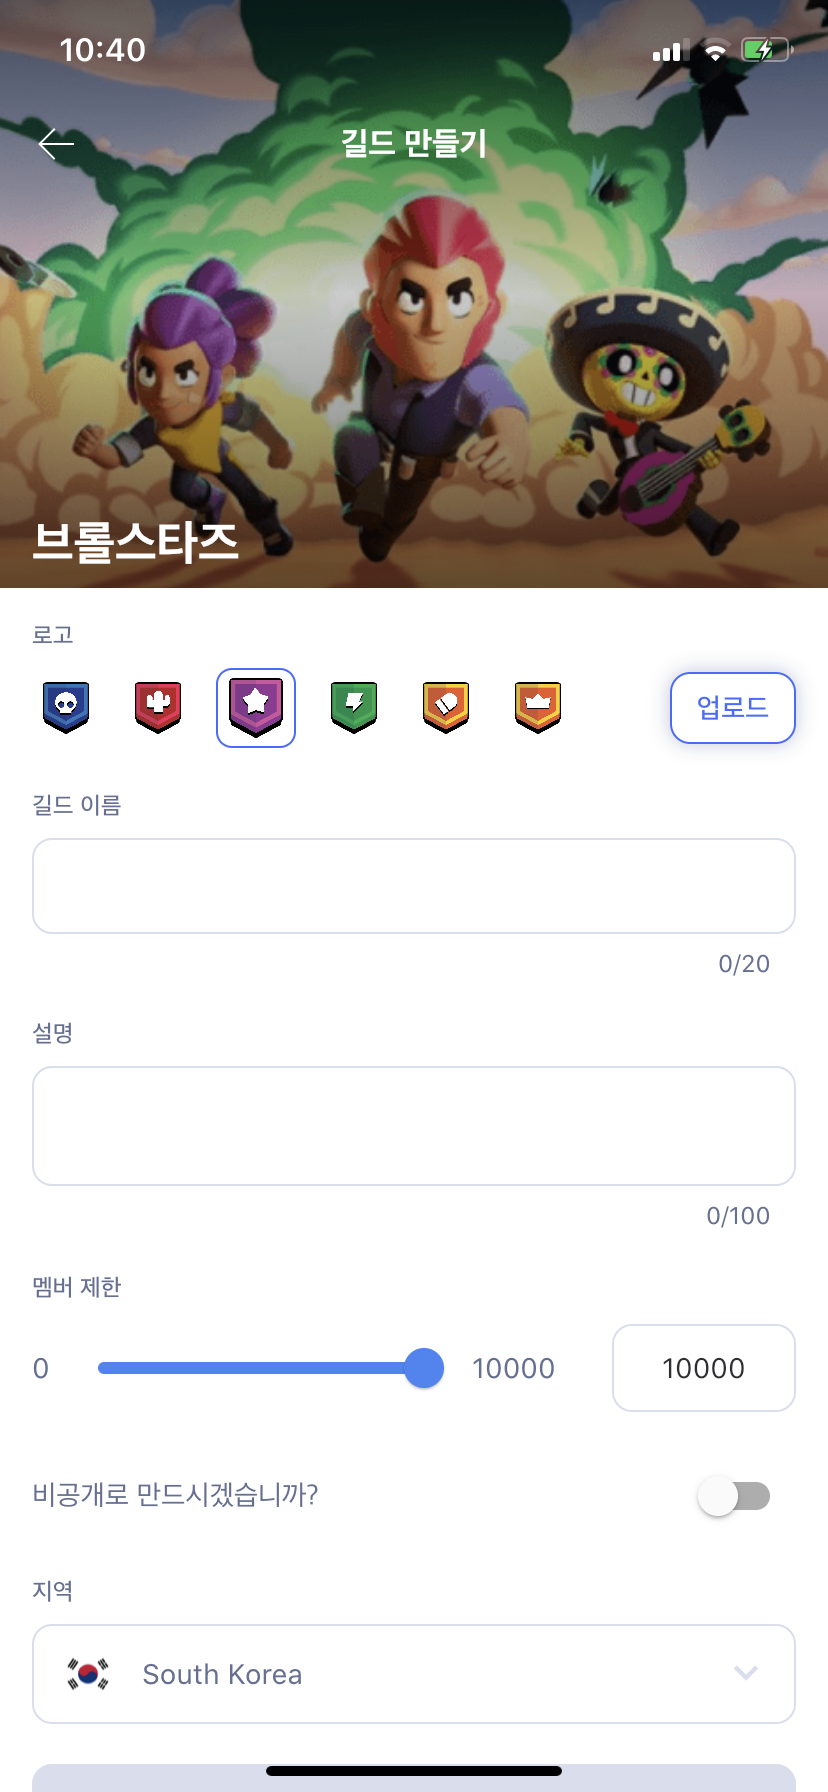 10:40
길드 만들기
브롤스타즈
로고
업로드
길드 이름
0/20
설명
0/100
멤버 제한
0 10000 10000
비공개로 만드시겠습니까?
지역
South Korea